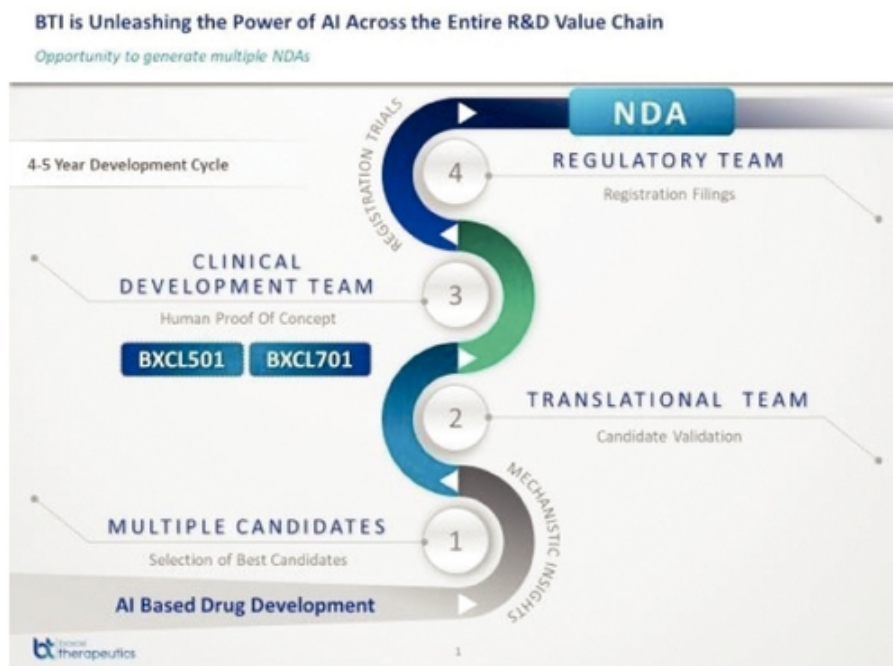 BTI is Unleashing the Power of AI Across the Entire R&D Value Chain
Opportunity to generate multiple NDAs
NDA
REGISTRATION TRIALS
4-5 Year Development Cycle
4
REGULATORY TEAM
Registration Filings
CLINICAL
DEVELOPMENT TEAM
3
Human Proof Of Concept
BXCL501 BXCL701
2
TRANSLATIONAL TEAM
Candidate Validation
MECHANISTIC INSIGHTS
MULTIPLE CANDIDATES
1
Selection of Best Candidates
AI Based Drug Development
bt
therapeutics
1